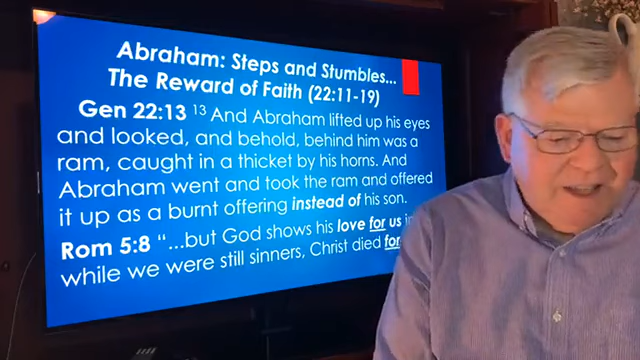 Abraham: Steps and Stumbles...
The Reward of Faith (22:11-19)
Gen 22:13 13 And Abraham lifted up his eyes
and looked, and behold, behind him was a
ram, caught in a thicket by his horns. And
Abraham went and took the ram and offered
it up as a burnt offering instead of his son.
Rom 5:8 “...but God shows his love for us
while we were still sinners, Christ died for